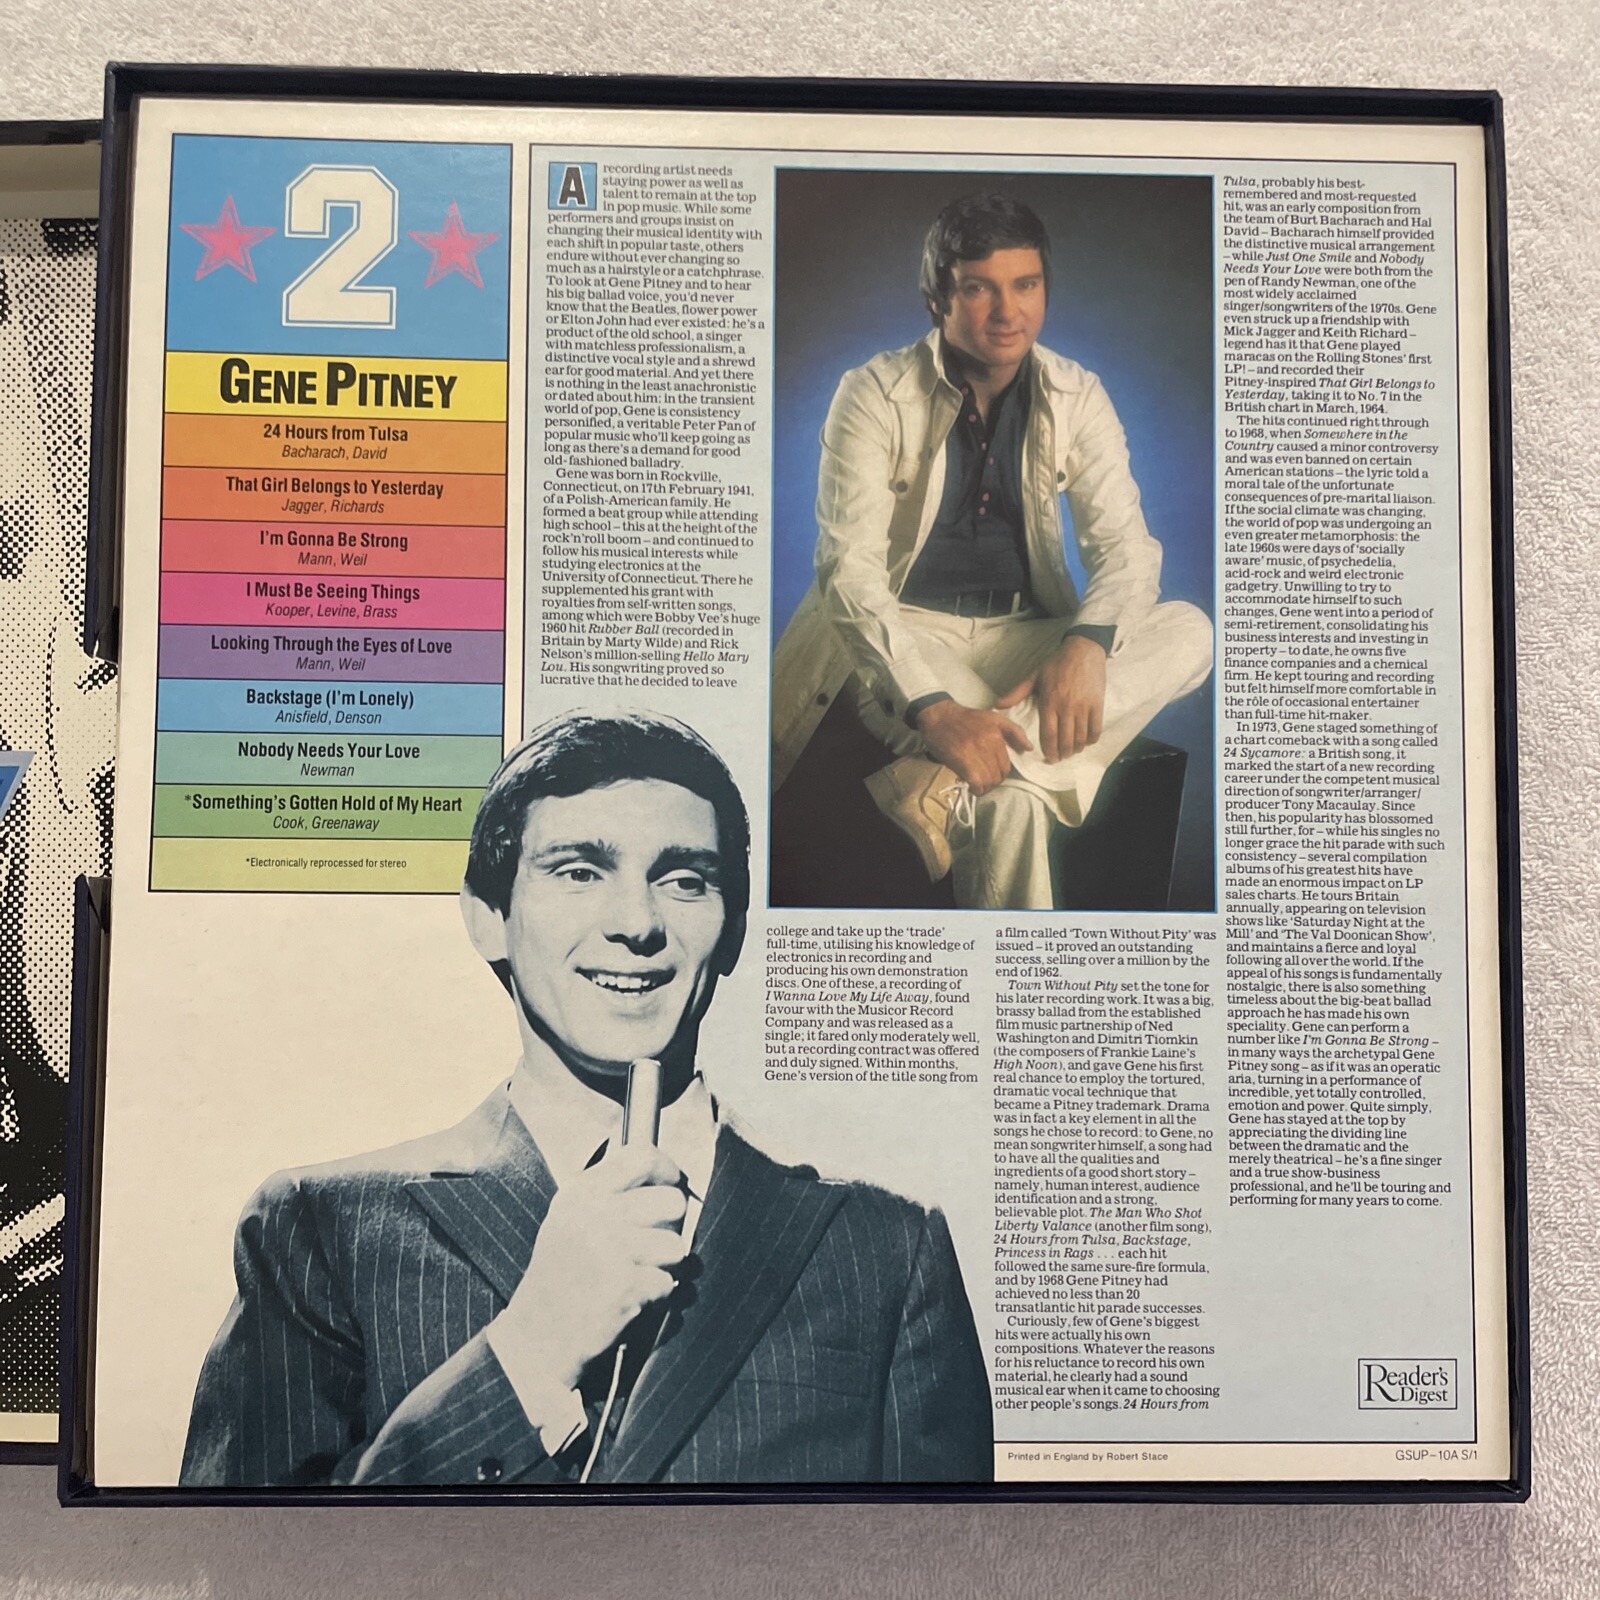 2
GENE PITNEY
24 Hours from Tulsa
Bacharach, David
That Girl Belongs to Yesterday
Jagger, Richards
I'm Gonna Be Strong
Mann, Weil
I Must Be Seeing Things
Kooper, Levine, Brass
Looking Through the Eyes of Love
Mann, Weil
Backstage (I'm Lonely)
Anisfield, Denson
Nobody Needs Your Love
Newman
*Something's Gotten Hold of My Heart
Cook, Greenaway
*Electronically reprocessed for stereo
A recording artist needs
staying power as well as
talent to remain at the top
in pop music. While some
performers and groups insist on
changing their musical identity with
each shift in popular taste, others
endure without ever changing so
much as a hairstyle or a catchphrase.
To look at Gene Pitney and to hear
his big ballad voice, you'd never
know that the Beatles, flower power
or Elton John had ever existed: he's a
product of the old school, a singer
with matchless professionalism, a
distinctive vocal style and a shrewd
ear for good material. And yet there
is nothing in the least anachronistic
or dated about him: in the transient
world of pop, Gene is consistency
personified, a veritable Peter Pan of
popular music who'll keep going as
long as there's a demand for good
old-fashioned balladry.
Gene was born in Rockville,
Connecticut, on 17th February 1941,
of a Polish-American family. He
formed a beat group while attending
high school – this at the height of the
rock'n'roll boom – and continued to
follow his musical interests while
studying electronics at the
University of Connecticut. There he
supplemented his grant with
royalties from self-written songs,
among which were Bobby Vee's huge
1960 hit Rubber Ball (recorded in
Britain by Marty Wilde) and Rick
Nelson's million-selling Hello Mary
Lou. His songwriting proved so
lucrative that he decided to leave
college and take up the 'trade'
full-time, utilising his knowledge of
electronics in recording and
producing his own demonstration
discs. One of these, a recording of
I Wanna Love My Life Away, found
favour with the Musicor Record
Company and was released as a
single; it fared only moderately well,
but a recording contract was offered
and duly signed. Within months,
Gene's version of the title song from
a film called 'Town Without Pity' was
issued – it proved an outstanding
success, selling over a million by the
end of 1962.
Town Without Pity set the tone for
his later recording work. It was a big,
brassy ballad from the established
film music partnership of Ned
Washington and Dimitri Tiomkin
(the composers of Frankie Laine's
High Noon), and gave Gene his first
real chance to employ the tortured,
dramatic vocal technique that
became a Pitney trademark. Drama
was in fact a key element in all the
songs he chose to record: to Gene, no
mean songwriter himself, a song had
to have all the qualities and
ingredients of a good short story –
namely, human interest, audience
identification and a strong,
believable plot. The Man Who Shot
Liberty Valance (another film song),
24 Hours from Tulsa, Backstage,
Princess in Rags . . . each hit
followed the same sure-fire formula,
and by 1968 Gene Pitney had
achieved no less than 20
transatlantic hit parade successes.
Curiously, few of Gene's biggest
hits were actually his own
compositions. Whatever the reasons
for his reluctance to record his own
material, he clearly had a sound
musical ear when it came to choosing
other people's songs. 24 Hours from
Tulsa, probably his best-
remembered and most-requested
hit, was an early composition from
the team of Burt Bacharach and Hal
David – Bacharach himself provided
the distinctive musical arrangement
– while Just One Smile and Nobody
Needs Your Love were both from the
pen of Randy Newman, one of the
most widely acclaimed
singer/songwriters of the 1970s. Gene
even struck up a friendship with
Mick Jagger and Keith Richard –
legend has it that Gene played
maracas on the Rolling Stones' first
LP! – and recorded their
Pitney-inspired That Girl Belongs to
Yesterday, taking it to No. 7 in the
British chart in March, 1964.
The hits continued right through
to 1968, when Somewhere in the
Country caused a minor controversy
and was even banned on certain
American stations – the lyric told a
moral tale of the unfortunate
consequences of pre-marital liaison.
If the social climate was changing,
the world of pop was undergoing an
even greater metamorphosis: the
late 1960s were days of 'socially
aware' music, of psychedelia,
acid-rock and weird electronic
gadgetry. Unwilling to try to
accommodate himself to such
changes, Gene went into a period of
semi-retirement, consolidating his
business interests and investing in
property – to date, he owns five
finance companies and a chemical
firm. He kept touring and recording
but felt himself more comfortable in
the rôle of occasional entertainer
than full-time hit-maker.
In 1973, Gene staged something of
a chart comeback with a song called
24 Sycamore: a British song, it
marked the start of a new recording
career under the competent musical
direction of songwriter/arranger/
producer Tony Macaulay. Since
then, his popularity has blossomed
still further, for – while his singles no
longer grace the hit parade with such
consistency – several compilation
albums of his greatest hits have
made an enormous impact on LP
sales charts. He tours Britain
annually, appearing on television
shows like 'Saturday Night at the
Mill' and 'The Val Doonican Show',
and maintains a fierce and loyal
following all over the world. If the
appeal of his songs is fundamentally
nostalgic, there is also something
timeless about the big-beat ballad
approach he has made his own
speciality. Gene can perform a
number like I'm Gonna Be Strong –
in many ways the archetypal Gene
Pitney song – as if it was an operatic
aria, turning in a performance of
incredible, yet totally controlled,
emotion and power. Quite simply,
Gene has stayed at the top by
appreciating the dividing line
between the dramatic and the
merely theatrical – he's a fine singer
and a true show-business
professional, and he'll be touring and
performing for many years to come.
Reader's
Digest
Printed in England by Robert Stace
GSUP–10A S/1